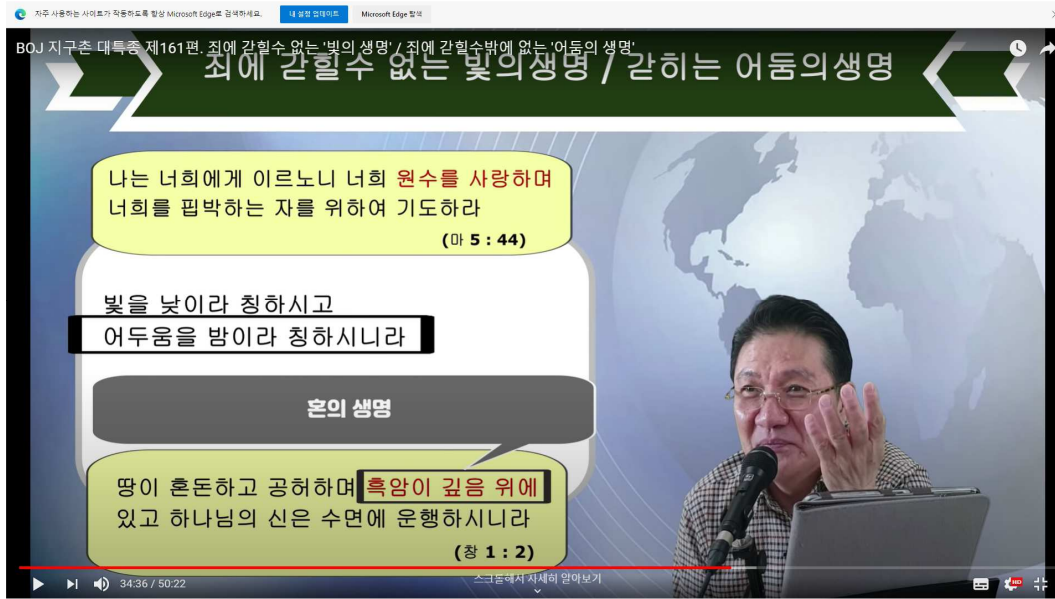 자주 사용하는 사이트가 작동하도록 항상 Microsoft Edge로 검색하세요.
내 설정 업데이트
Microsoft Edge 탐색
BOJ 지구촌 대특종 제161편. 죄에 갇힐수 없는 '빛의 생명' / 죄에 갇힐수밖에 없는 '어둠의 생명'
죄에 갇힐수 없는 빛의생명 / 갇히는 어둠의생명
나는 너희에게 이르노니 너희 원수를 사랑하며
너희를 핍박하는 자를 위하여 기도하라
(마 5 : 44)
빛을 낮이라 칭하시고
어두움을 밤이라 칭하시니라
혼의 생명
땅이 혼돈하고 공허하며 흑암이 깊음 위에
있고 하나님의 신은 수면에 운행하시니라
(창 1 : 2)
34:36 / 50:22
스크롤해서 자세히 알아보기
HD